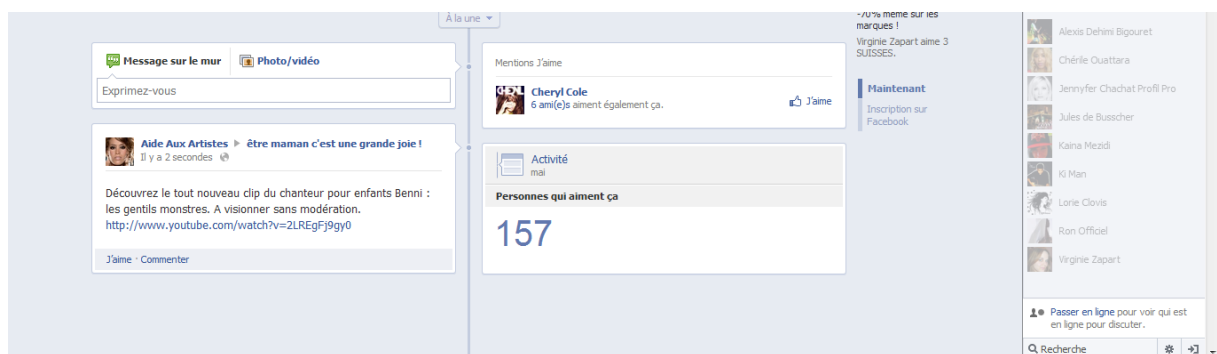 À la une
Message sur le mur
Photo/vidéo
Exprimez-vous
Aide Aux Artistes être maman c'est une grande joie !
Il y a 2 secondes
Découvrez le tout nouveau clip du chanteur pour enfants Benni :
les gentils monstres. A visionner sans modération.
http://www.youtube.com/watch?v=2LREgFj9gy0
J'aime · Commenter
Mentions J'aime
Cheryl Cole
6 ami(e)s aiment également ça.
J'aime
Activité
mai
Personnes qui aiment ça
157
-70% même sur les
marques !
Virginie Zapart aime 3
SUISSES.
Maintenant
Inscription sur
Facebook
Alexis Dehimi Bigouret
Chérile Ouattara
Jennyfer Chachat Profil Pro
Jules de Busscher
Kaina Mezidi
Ki Man
Lorie Clovis
Ron Officiel
Virginie Zapart
Passer en ligne pour voir qui est
en ligne pour discuter.
Recherche